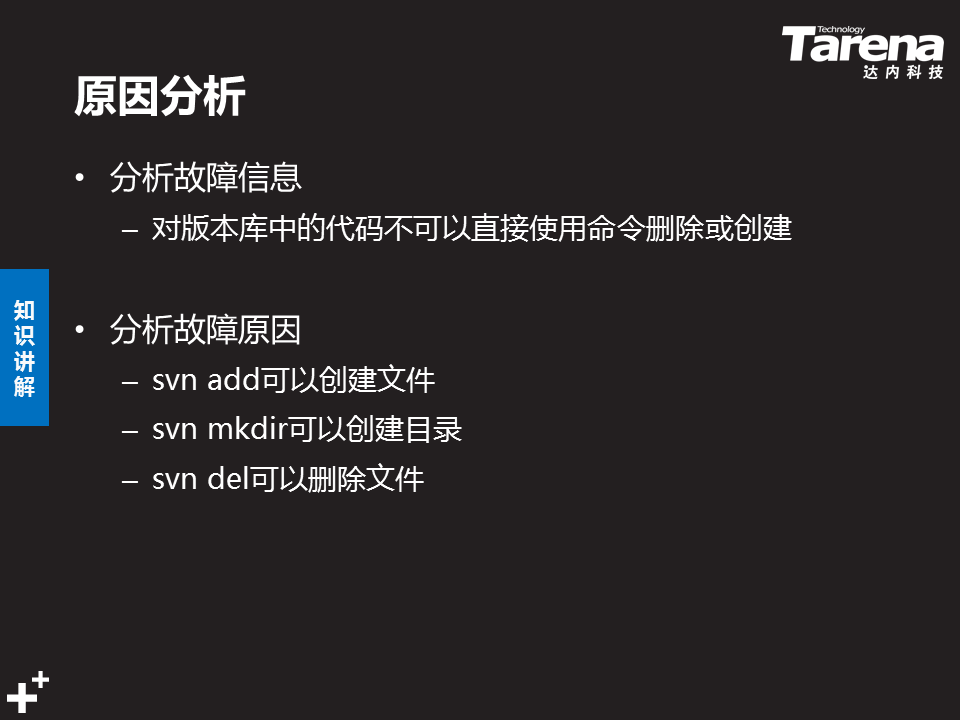 Technology
Tarena
达内科技
原因分析
• 分析故障信息
– 对版本库中的代码不可以直接使用命令删除或创建
知识讲解
• 分析故障原因
– svn add可以创建文件
– svn mkdir可以创建目录
– svn del可以删除文件